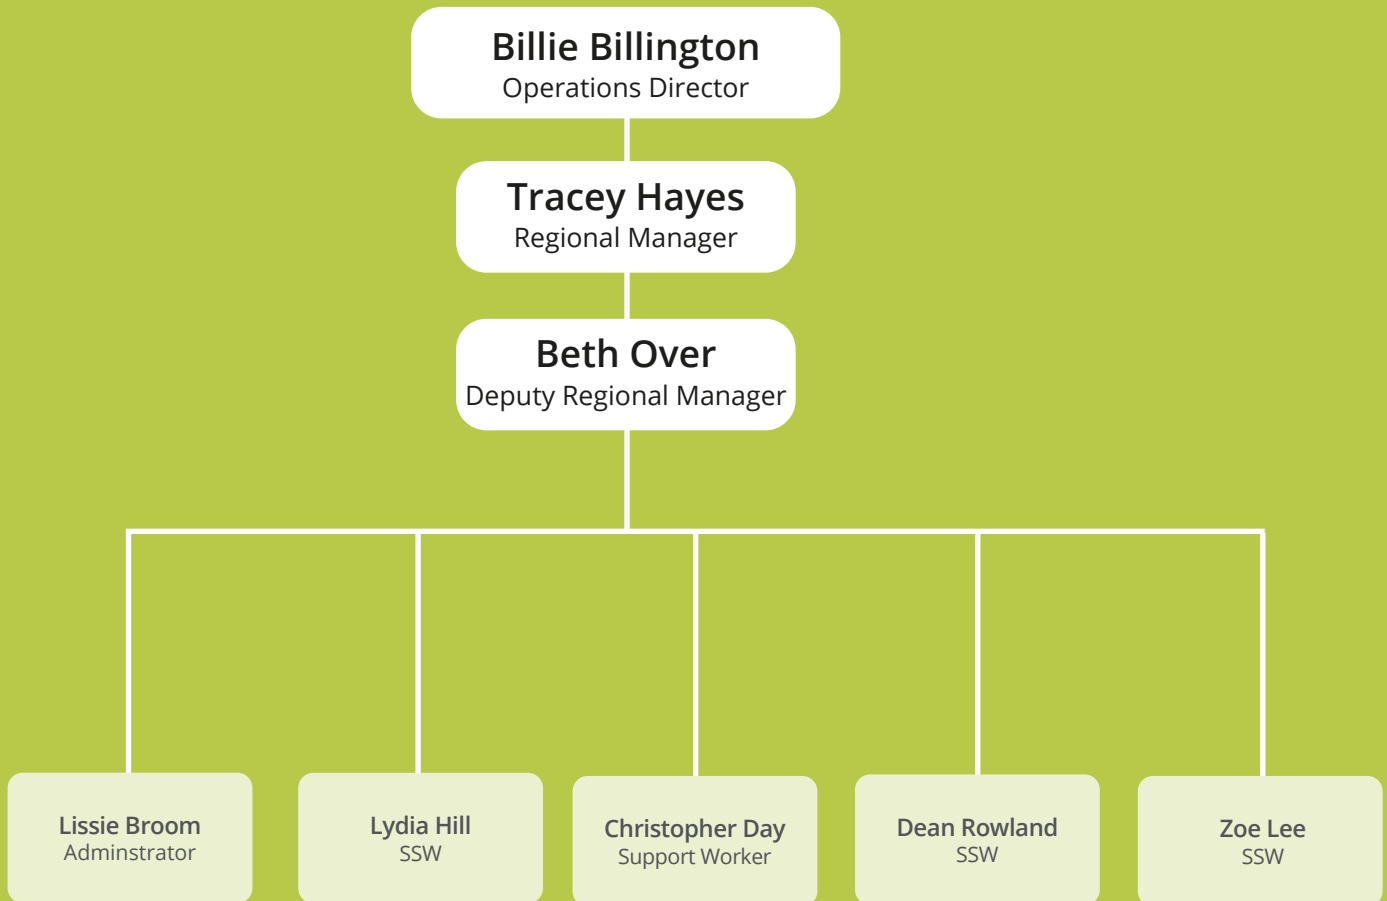 Billie Billington
Operations Director
Tracey Hayes
Regional Manager
Beth Over
Deputy Regional Manager
Lissie Broom
Adminstrator
Lydia Hill
SSW
Christopher Day
Support Worker
Dean Rowland
SSW
Zoe Lee
SSW